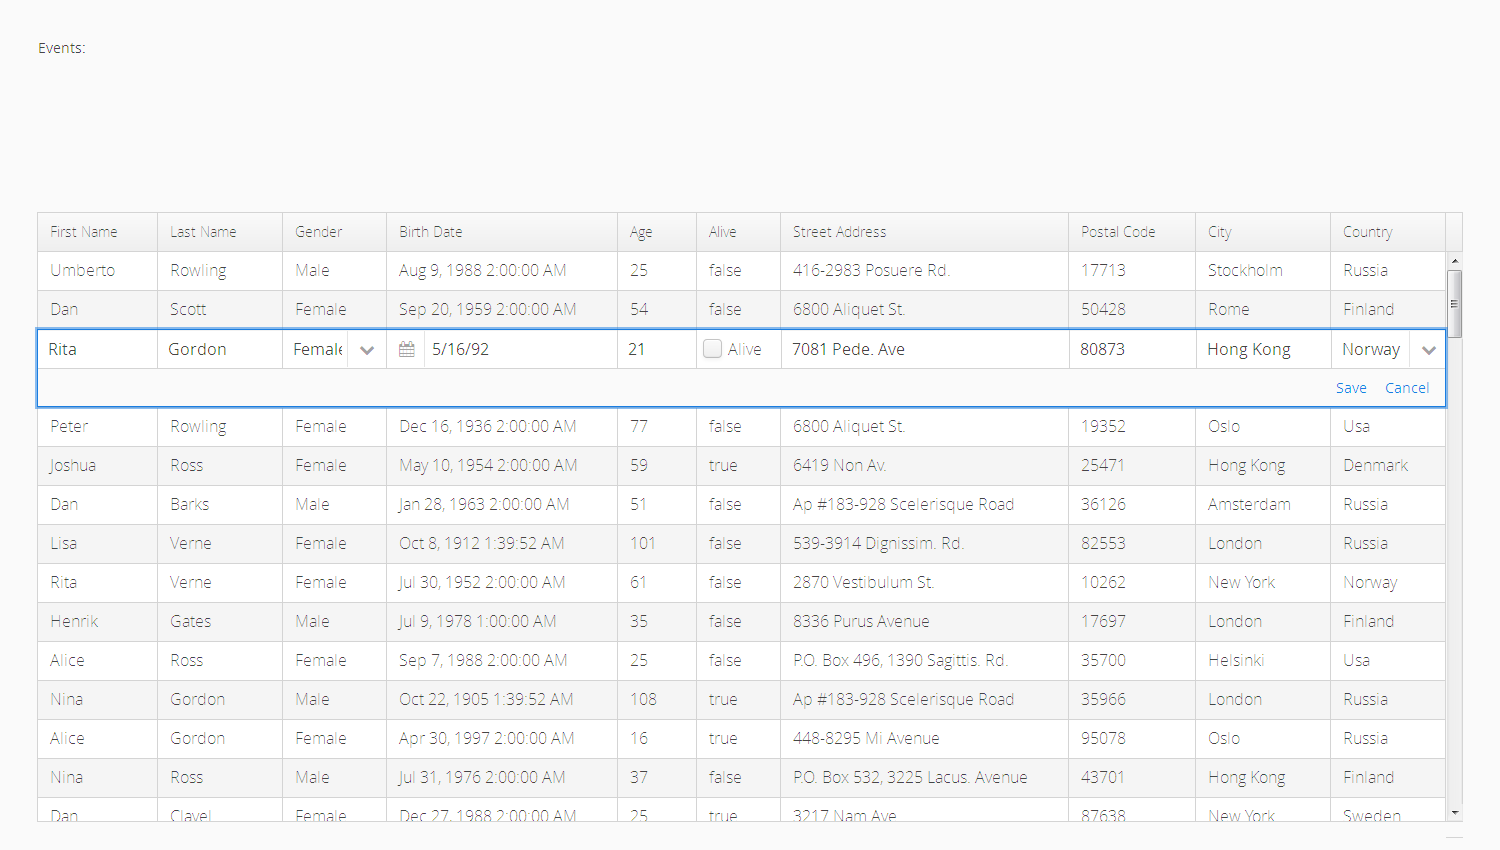 Events:
First Name Last Name Gender Birth Date Age Alive Street Address Postal Code City Country
Umberto Rowling Male Aug 9, 1988 2:00:00 AM 25 false 416-2983 Posuere Rd. 17713 Stockholm Russia
Dan Scott Female Sep 20, 1959 2:00:00 AM 54 false 6800 Aliquet St. 50428 Rome Finland
Rita Gordon Female 5/16/92 21 Alive 7081 Pede. Ave 80873 Hong Kong Norway
Save Cancel
Peter Rowling Female Dec 16, 1936 2:00:00 AM 77 false 6800 Aliquet St. 19352 Oslo Usa
Joshua Ross Female May 10, 1954 2:00:00 AM 59 true 6419 Non Av. 25471 Hong Kong Denmark
Dan Barks Male Jan 28, 1963 2:00:00 AM 51 false Ap #183-928 Scelerisque Road 36126 Amsterdam Russia
Lisa Verne Female Oct 8, 1912 1:39:52 AM 101 false 539-3914 Dignissim. Rd. 82553 London Russia
Rita Verne Female Jul 30, 1952 2:00:00 AM 61 false 2870 Vestibulum St. 10262 New York Norway
Henrik Gates Male Jul 9, 1978 1:00:00 AM 35 false 8336 Purus Avenue 17697 London Finland
Alice Ross Female Sep 7, 1988 2:00:00 AM 25 false P.O. Box 496, 1390 Sagittis. Rd. 35700 Helsinki Usa
Nina Gordon Male Oct 22, 1905 1:39:52 AM 108 true Ap #183-928 Scelerisque Road 35966 London Russia
Alice Gordon Female Apr 30, 1997 2:00:00 AM 16 true 448-8295 Mi Avenue 95078 Oslo Russia
Nina Ross Male Jul 31, 1976 2:00:00 AM 37 false P.O. Box 532, 3225 Lacus. Avenue 43701 Hong Kong Finland
Dan Clavel Female Dec 27, 1988 2:00:00 AM 25 true 3217 Nam Ave 87638 New York Sweden